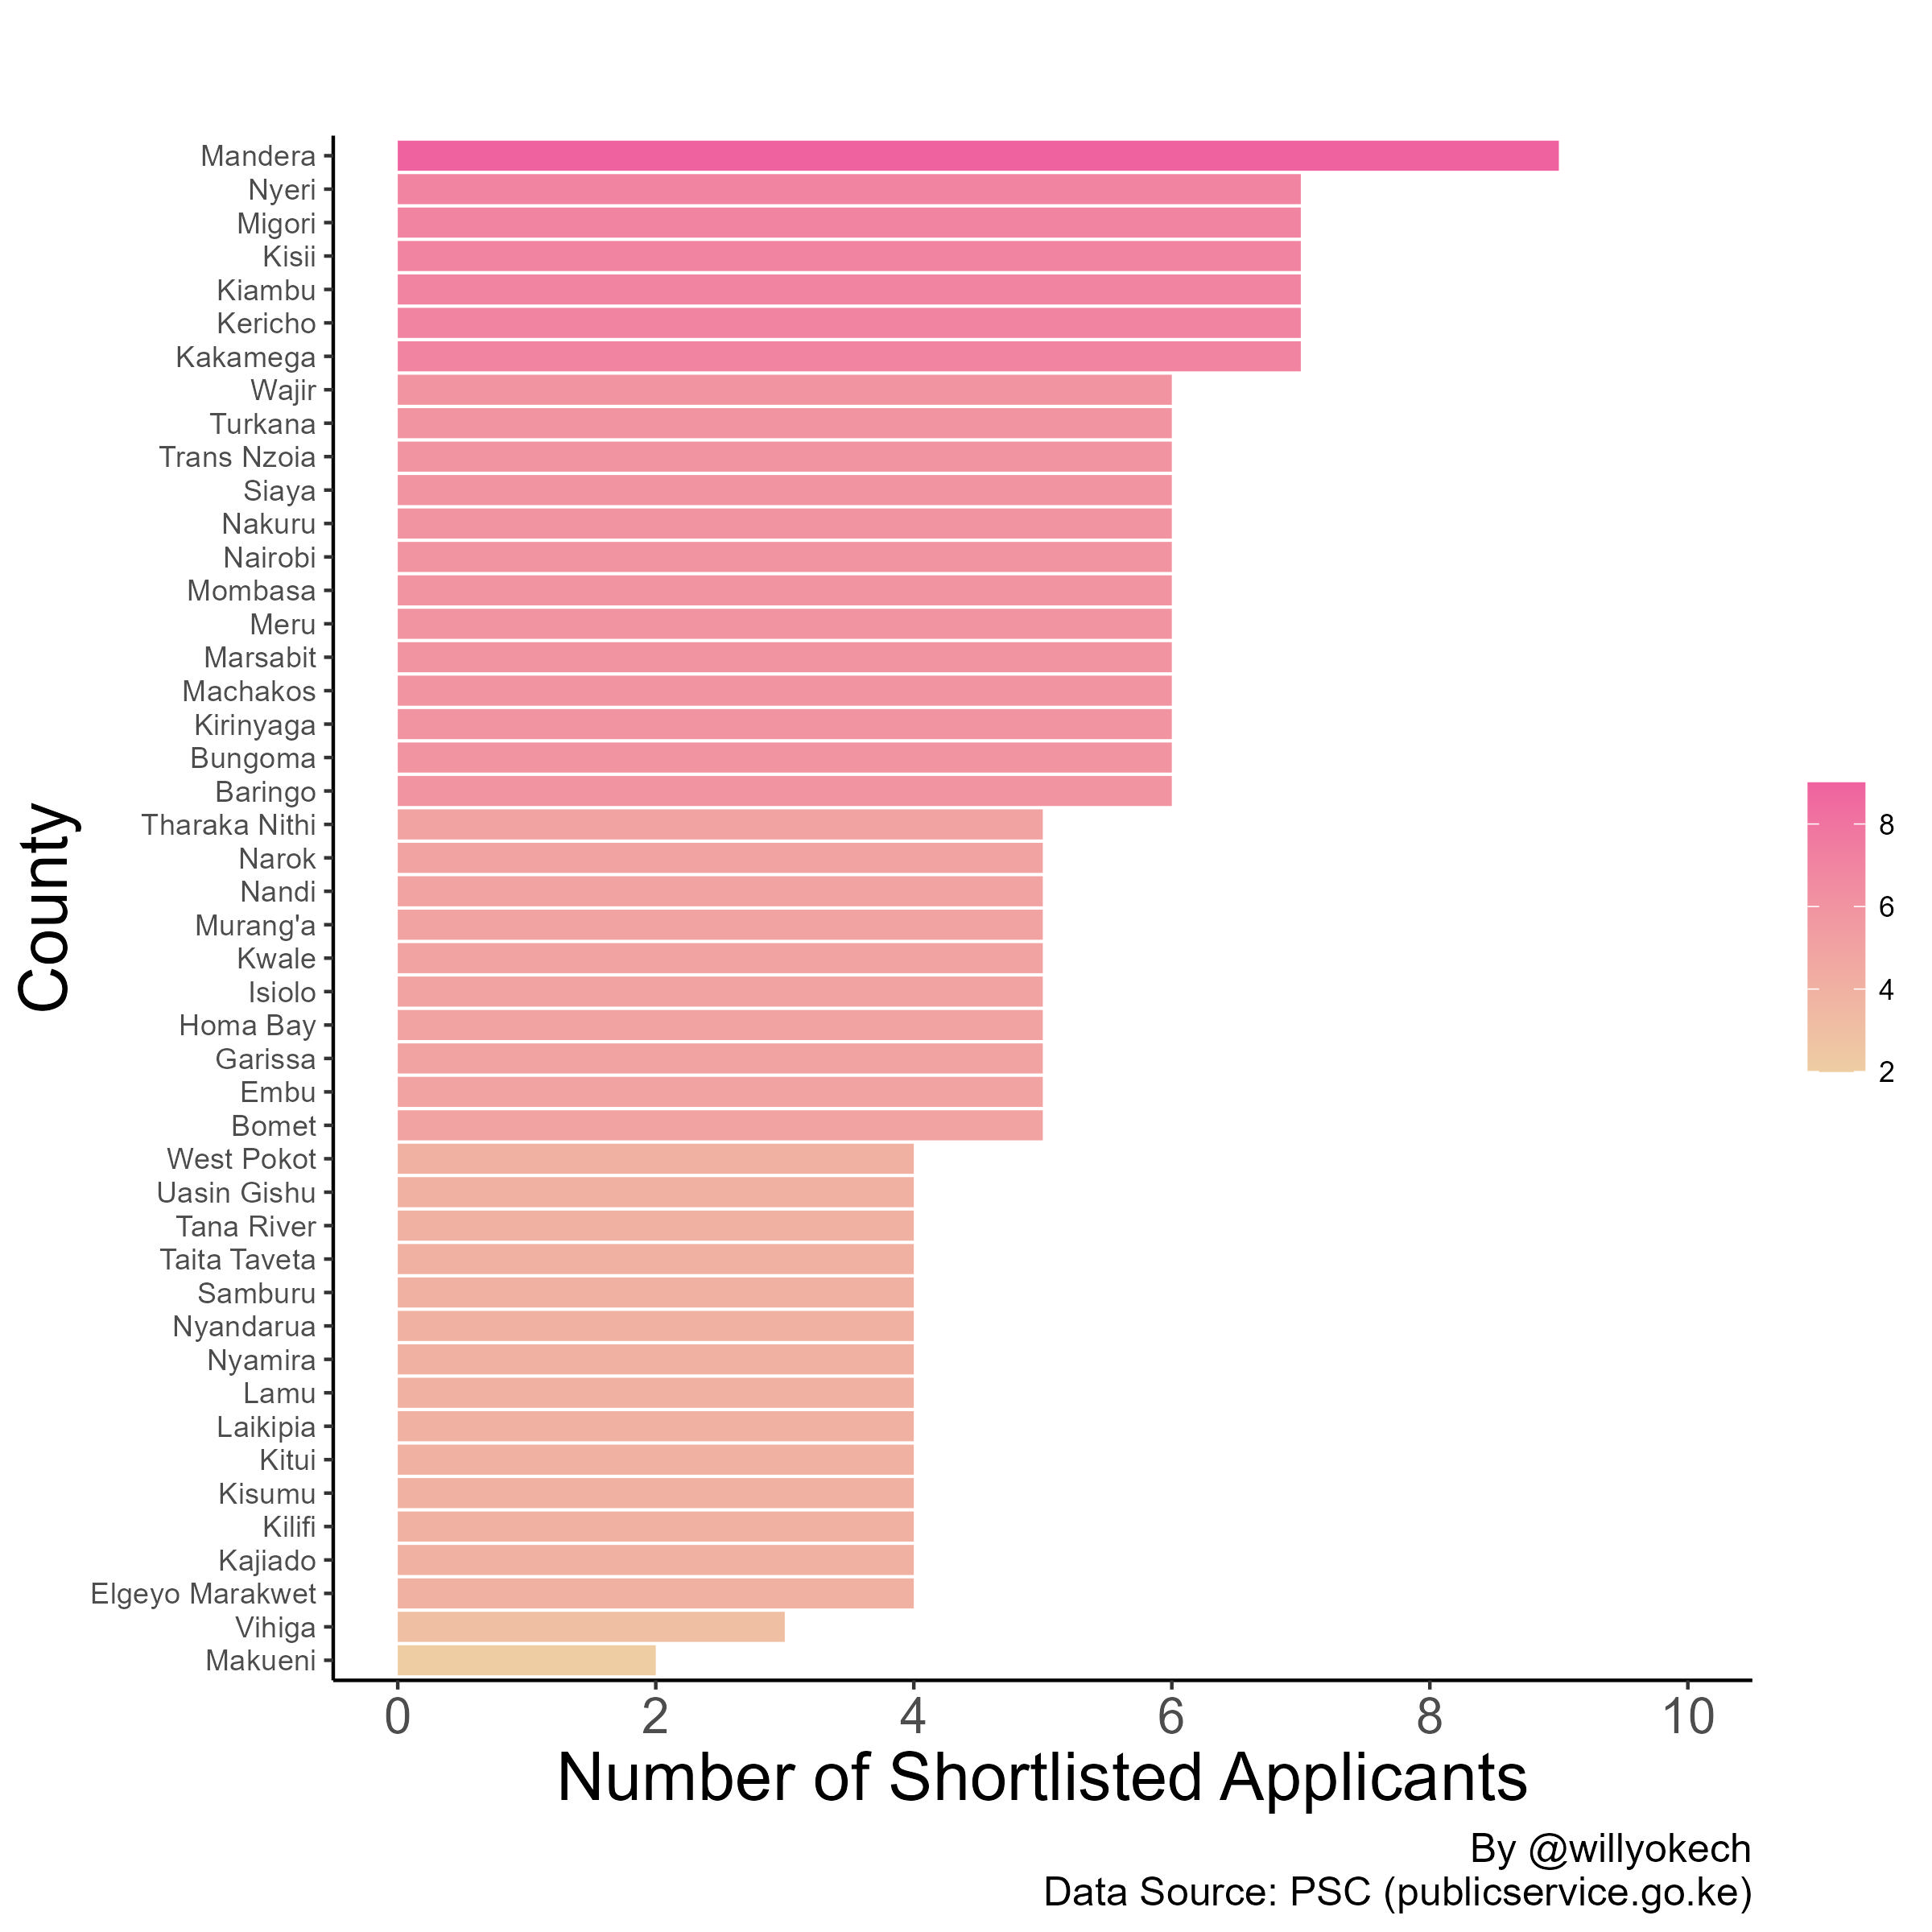 County
Mandera
Nyeri
Migori
Kisii
Kiambu
Kericho
Kakamega
Wajir
Turkana
Trans Nzoia
Siaya
Nakuru
Nairobi
Mombasa
Meru
Marsabit
Machakos
Kirinyaga
Bungoma
Baringo
Tharaka Nithi
Narok
Nandi
Murang'a
Kwale
Isiolo
Homa Bay
Garissa
Embu
Bomet
West Pokot
Uasin Gishu
Tana River
Taita Taveta
Samburu
Nyandarua
Nyamira
Lamu
Laikipia
Kitui
Kisumu
Kilifi
Kajiado
Elgeyo Marakwet
Vihiga
Makueni
0 2 4 6 8 10
Number of Shortlisted Applicants
8
6
4
2
By @willyokech
Data Source: PSC (publicservice.go.ke)